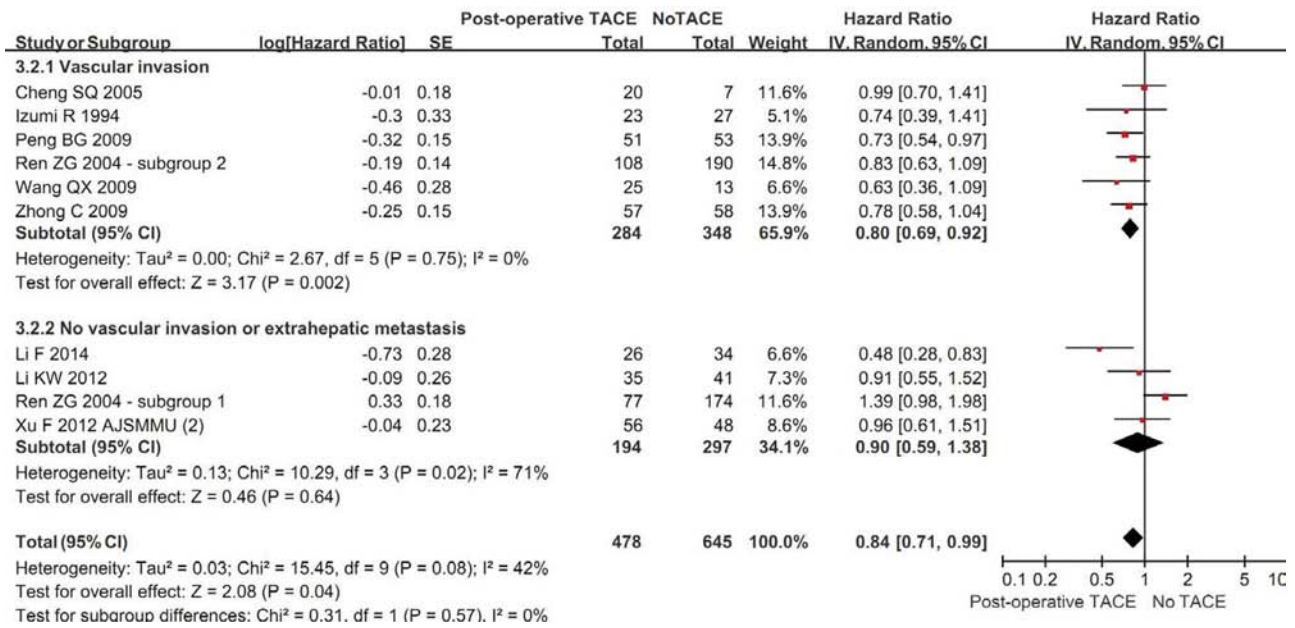 Post-operative TACE NoTACE Hazard Ratio Hazard Ratio
Study or Subgroup log[Hazard Ratio] SE Total Total Weight IV, Random, 95% CI IV, Random, 95% CI
3.2.1 Vascular invasion
Cheng SQ 2005 -0.01 0.18 20 7 11.6% 0.99 [0.70, 1.41]
Izumi R 1994 -0.3 0.33 23 27 5.1% 0.74 [0.39, 1.41]
Peng BG 2009 -0.32 0.15 51 53 13.9% 0.73 [0.54, 0.97]
Ren ZG 2004 - subgroup 2 -0.19 0.14 108 190 14.8% 0.83 [0.63, 1.09]
Wang QX 2009 -0.46 0.28 25 13 6.6% 0.63 [0.36, 1.09]
Zhong C 2009 -0.25 0.15 57 58 13.9% 0.78 [0.58, 1.04]
Subtotal (95% CI) 284 348 65.9% 0.80 [0.69, 0.92]
Heterogeneity: Tau² = 0.00; Chi² = 2.67, df = 5 (P = 0.75); I² = 0%
Test for overall effect: Z = 3.17 (P = 0.002)
3.2.2 No vascular invasion or extrahepatic metastasis
Li F 2014 -0.73 0.28 26 34 6.6% 0.48 [0.28, 0.83]
Li KW 2012 -0.09 0.26 35 41 7.3% 0.91 [0.55, 1.52]
Ren ZG 2004 - subgroup 1 0.33 0.18 77 174 11.6% 1.39 [0.98, 1.98]
Xu F 2012 AJSMMU (2) -0.04 0.23 56 48 8.6% 0.96 [0.61, 1.51]
Subtotal (95% CI) 194 297 34.1% 0.90 [0.59, 1.38]
Heterogeneity: Tau² = 0.13; Chi² = 10.29, df = 3 (P = 0.02); I² = 71%
Test for overall effect: Z = 0.46 (P = 0.64)
Total (95% CI) 478 645 100.0% 0.84 [0.71, 0.99]
Heterogeneity: Tau² = 0.03; Chi² = 15.45, df = 9 (P = 0.08); I² = 42%
Test for overall effect: Z = 2.08 (P = 0.04)
Test for subgroup differences: Chi² = 0.31, df = 1 (P = 0.57), I² = 0%
0.1 0.2 0.5 1 2 5 10
Post-operative TACE No TACE